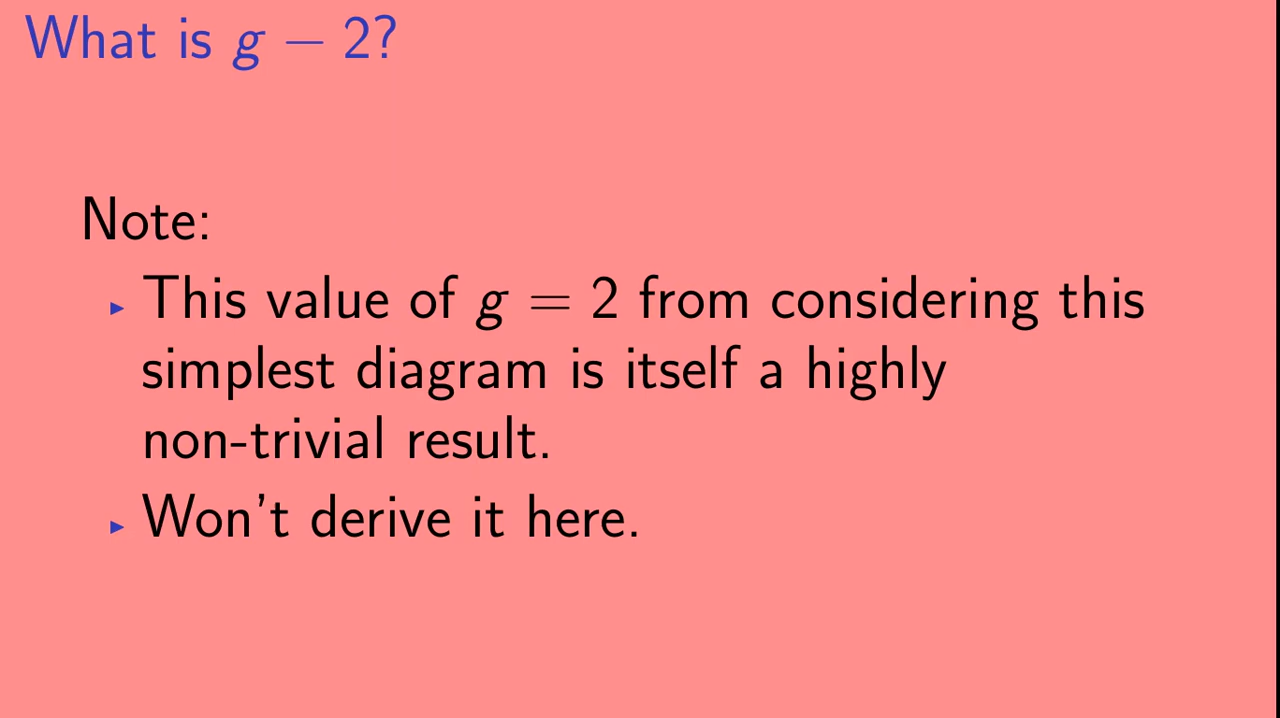 What is g − 2?
Note:
▸ This value of g = 2 from considering this
simplest diagram is itself a highly
non-trivial result.
▸ Won't derive it here.